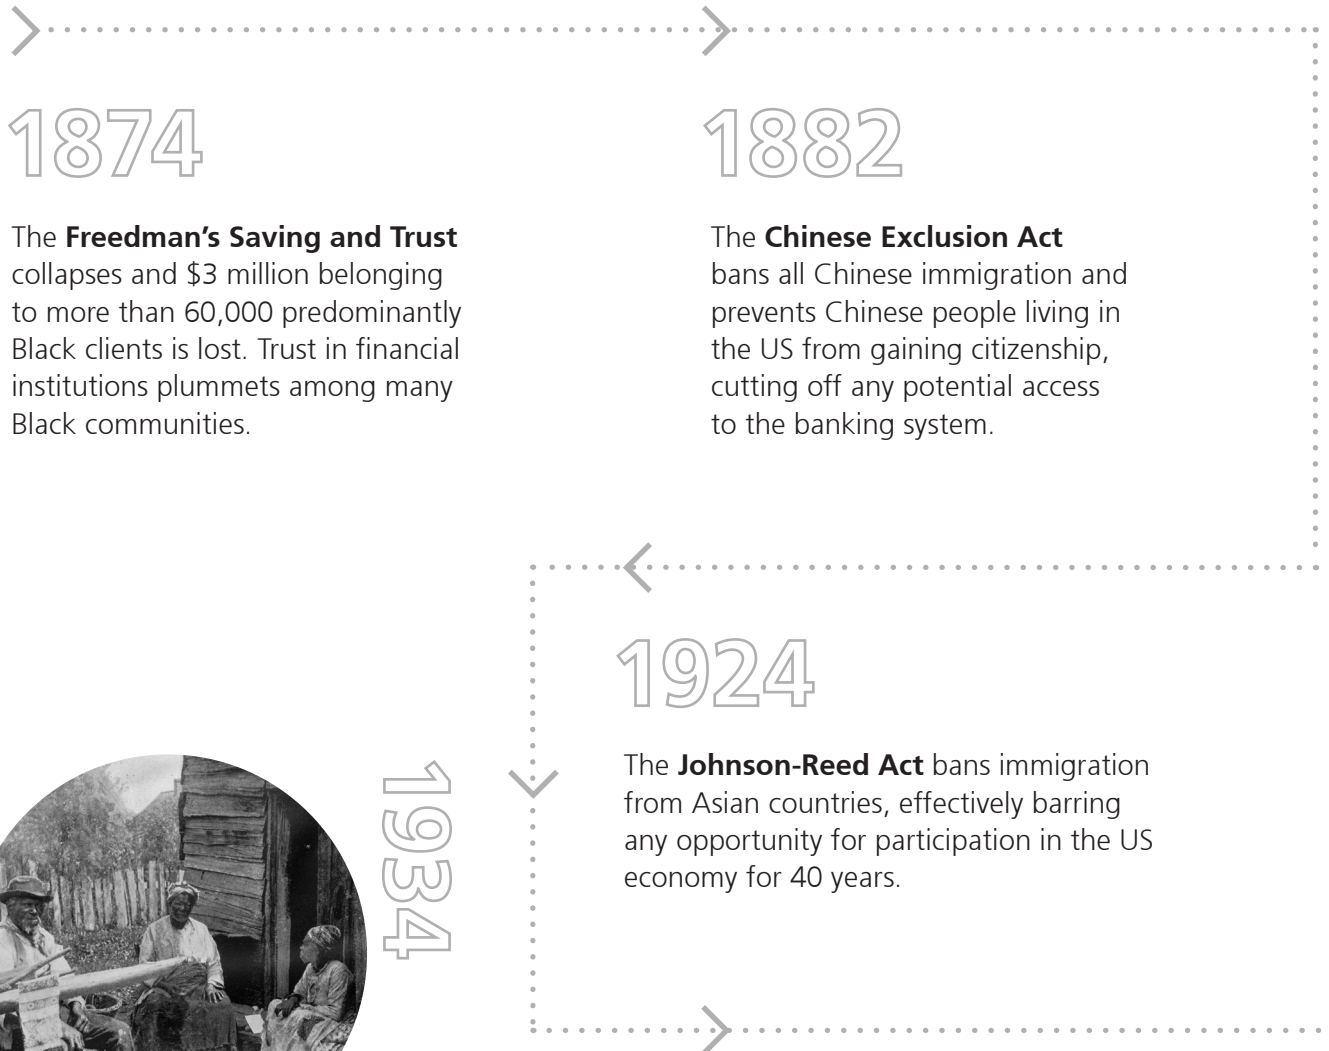 1874
The Freedman’s Saving and Trust
collapses and $3 million belonging
to more than 60,000 predominantly
Black clients is lost. Trust in financial
institutions plummets among many
Black communities.
1882
The Chinese Exclusion Act
bans all Chinese immigration and
prevents Chinese people living in
the US from gaining citizenship,
cutting off any potential access
to the banking system.
1924
The Johnson-Reed Act bans immigration
from Asian countries, effectively barring
any opportunity for participation in the US
economy for 40 years.
1934